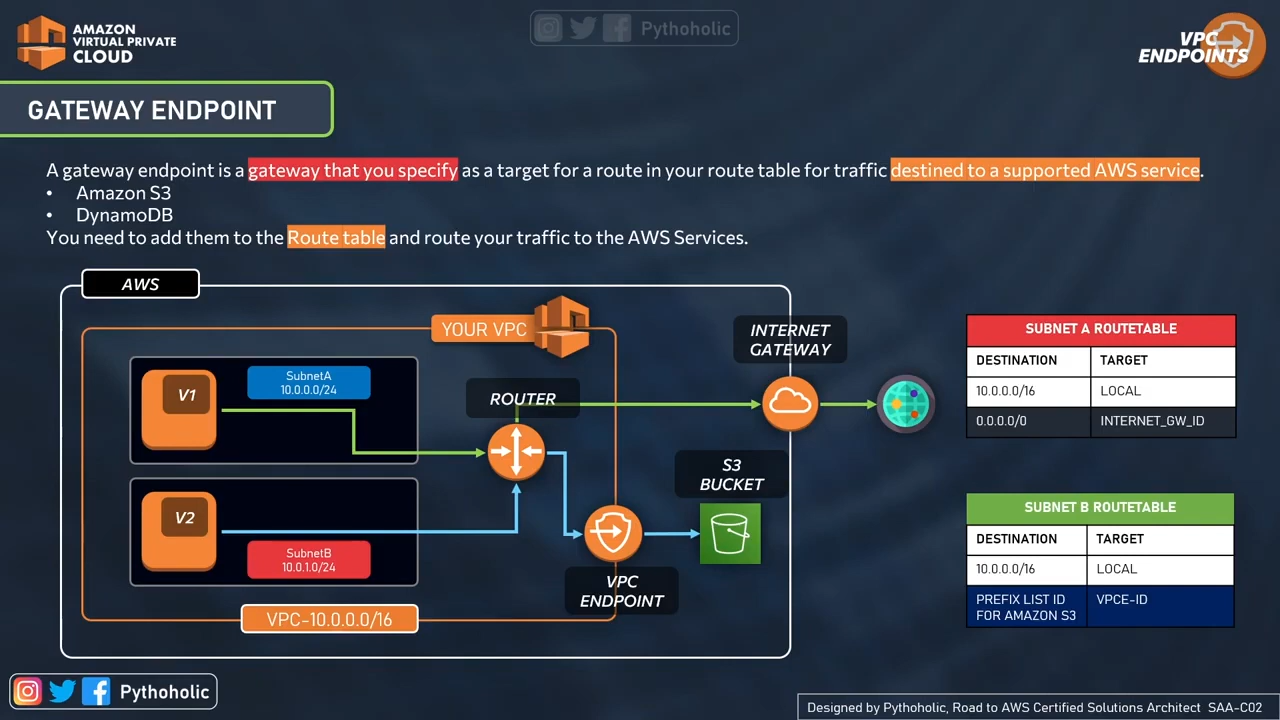 AMAZON
VIRTUAL PRIVATE
CLOUD
Pythoholic
VPC
ENDPOINTS
GATEWAY ENDPOINT
A gateway endpoint is a gateway that you specify as a target for a route in your route table for traffic destined to a supported AWS service.
• Amazon S3
• DynamoDB
You need to add them to the Route table and route your traffic to the AWS Services.
AWS
YOUR VPC
INTERNET
GATEWAY
V1
SubnetA
10.0.0.0/24
ROUTER
S3
BUCKET
V2
SubnetB
10.0.1.0/24
VPC
ENDPOINT
VPC-10.0.0.0/16
SUBNET A ROUTETABLE
DESTINATION TARGET
10.0.0.0/16 LOCAL
0.0.0.0/0 INTERNET_GW_ID
SUBNET B ROUTETABLE
DESTINATION TARGET
10.0.0.0/16 LOCAL
PREFIX LIST ID VPCE-ID
FOR AMAZON S3
Pythoholic
Designed by Pythoholic, Road to AWS Certified Solutions Architect SAA-C02